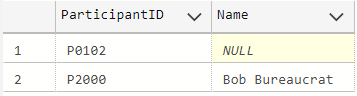 ParticipantID Name
1 P0102 NULL
2 P2000 Bob Bureaucrat